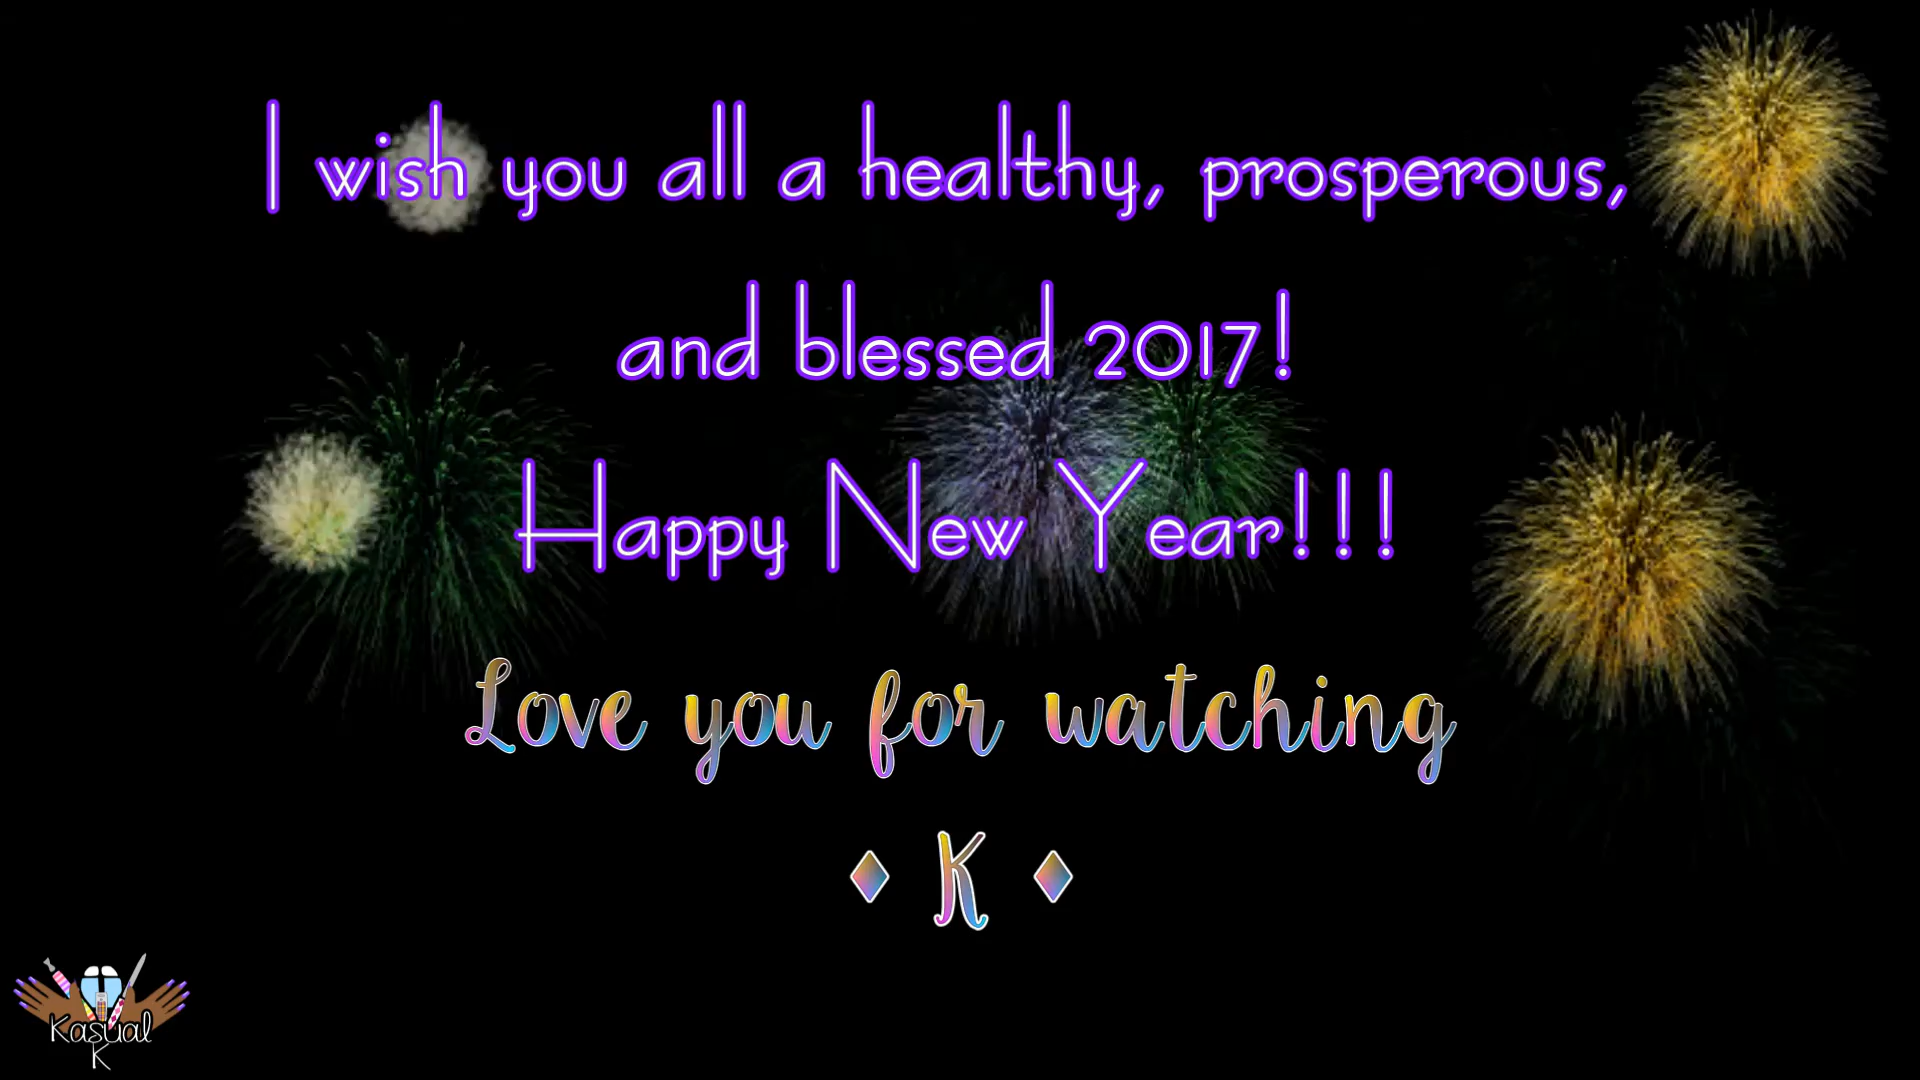 I wish you all a healthy, prosperous,
and blessed 2017!
Happy New Year!!!
Love you for watching
♦ K ♦
Kasual
K